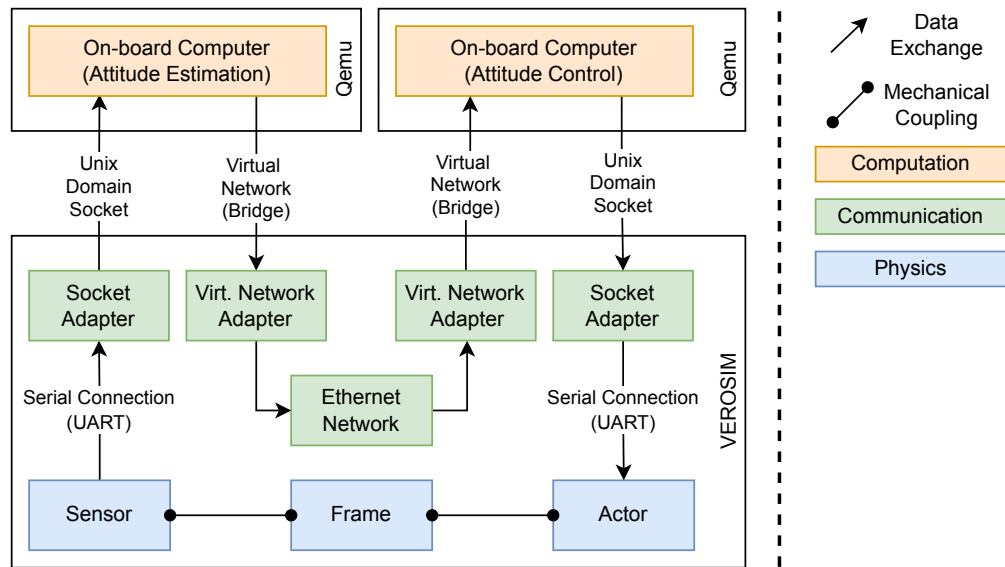 On-board Computer
(Attitude Estimation)
Qemu
On-board Computer
(Attitude Control)
Qemu
Unix
Domain
Socket
Virtual
Network
(Bridge)
Virtual
Network
(Bridge)
Unix
Domain
Socket
Socket
Adapter
Virt. Network
Adapter
Virt. Network
Adapter
Socket
Adapter
Serial Connection
(UART)
Ethernet
Network
Serial Connection
(UART)
VEROSIM
Sensor
Frame
Actor
Data
Exchange
Mechanical
Coupling
Computation
Communication
Physics